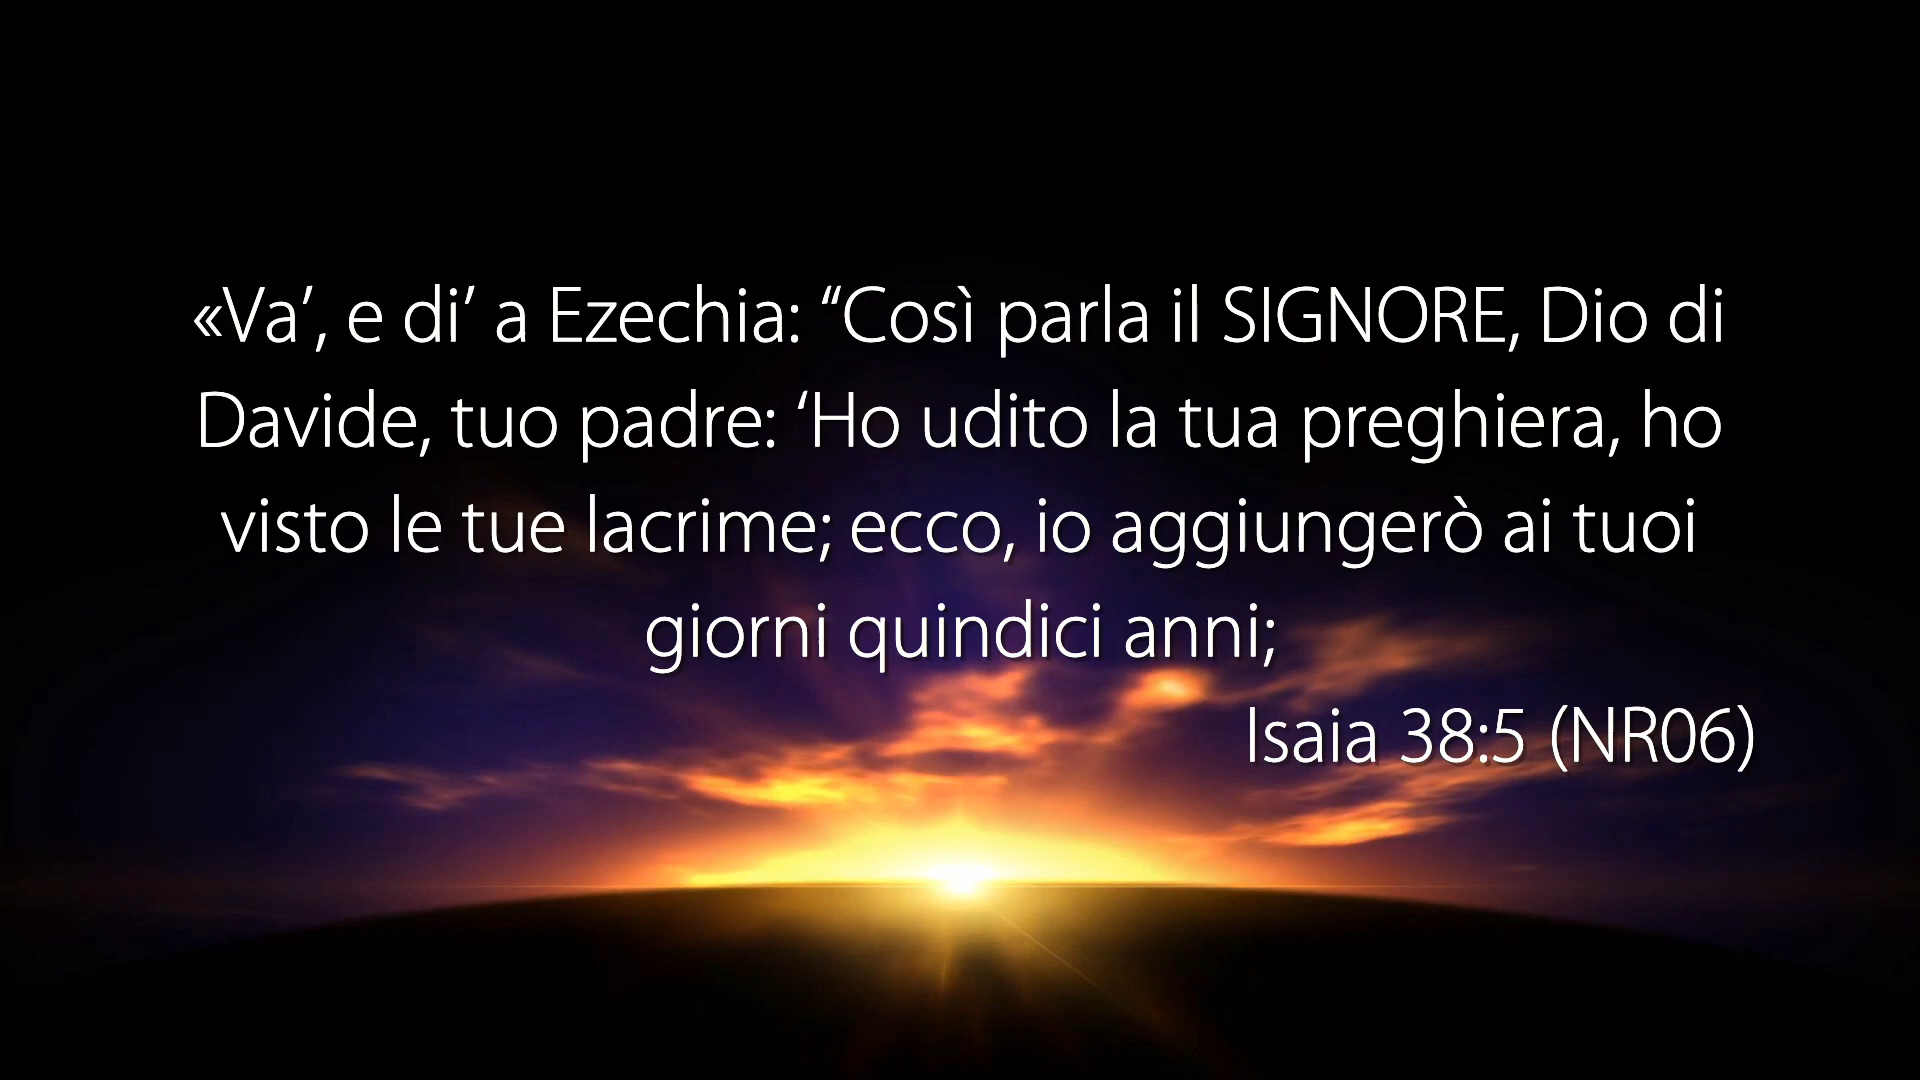 «Va’, e di’ a Ezechia: “Così parla il SIGNORE, Dio di
Davide, tuo padre: ‘Ho udito la tua preghiera, ho
visto le tue lacrime; ecco, io aggiungerò ai tuoi
giorni quindici anni;
Isaia 38:5 (NR06)